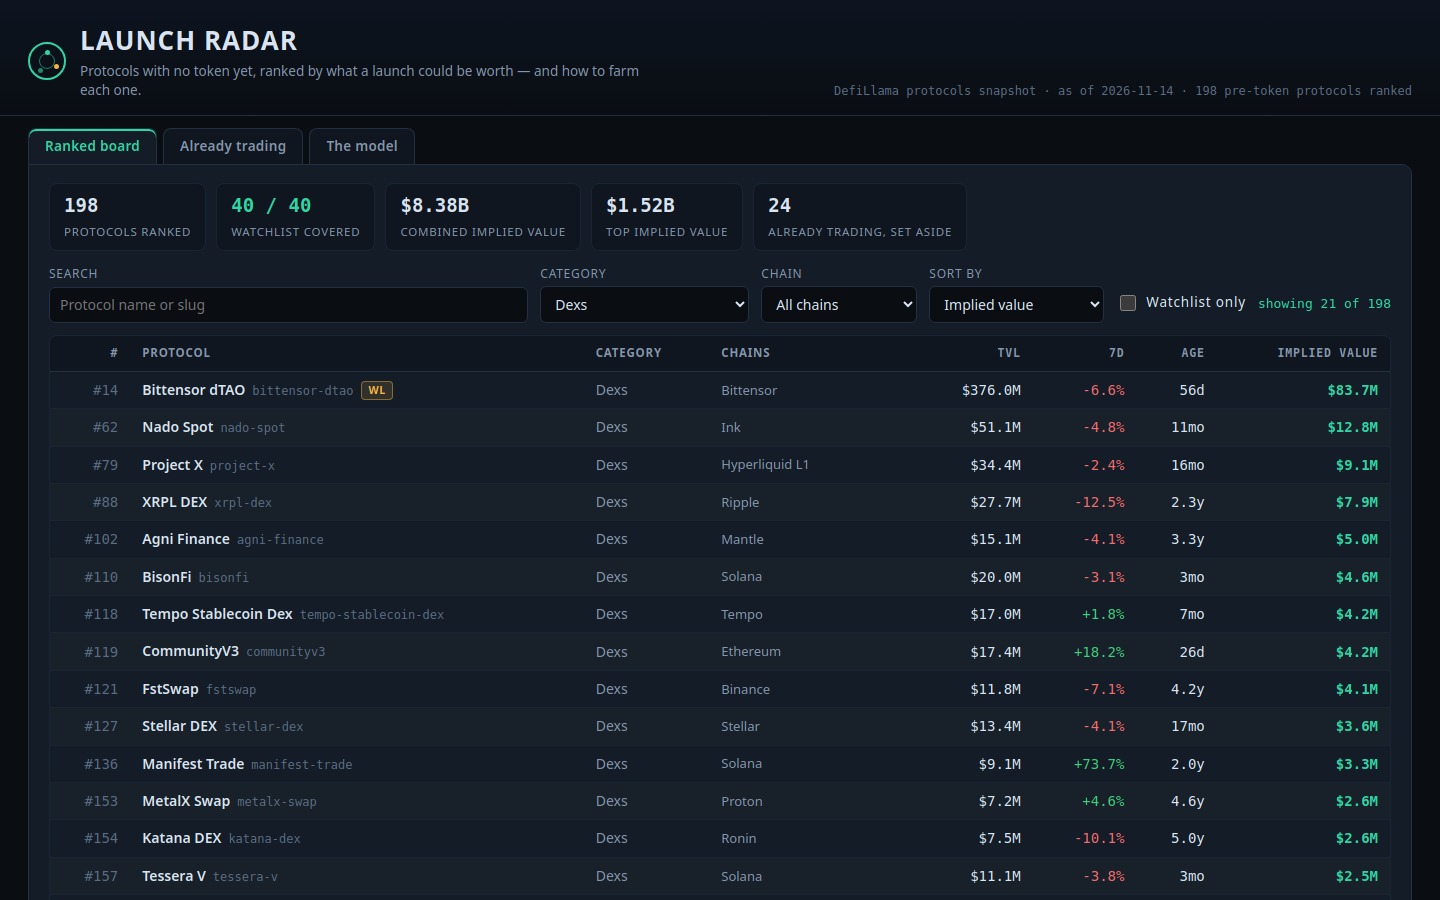 LAUNCH RADAR
Protocols with no token yet, ranked by what a launch could be worth — and how to farm
each one.
DefiLlama protocols snapshot · as of 2026-11-14 · 198 pre-token protocols ranked
Ranked board Already trading The model
198 40 / 40 $8.38B $1.52B 24
PROTOCOLS RANKED WATCHLIST COVERED COMBINED IMPLIED VALUE TOP IMPLIED VALUE ALREADY TRADING, SET ASIDE
SEARCH CATEGORY CHAIN SORT BY
Protocol name or slug Dexs All chains Implied value Watchlist only showing 21 of 198
# PROTOCOL CATEGORY CHAINS TVL 7D AGE IMPLIED VALUE
#14 Bittensor dTAO bittensor-dtao WL Dexs Bittensor $376.0M -6.6% 56d $83.7M
#62 Nado Spot nado-spot Dexs Ink $51.1M -4.8% 11mo $12.8M
#79 Project X project-x Dexs Hyperliquid L1 $34.4M -2.4% 16mo $9.1M
#88 XRPL DEX xrpl-dex Dexs Ripple $27.7M -12.5% 2.3y $7.9M
#102 Agni Finance agni-finance Dexs Mantle $15.1M -4.1% 3.3y $5.0M
#110 BisonFi bisonfi Dexs Solana $20.0M -3.1% 3mo $4.6M
#118 Tempo Stablecoin Dex tempo-stablecoin-dex Dexs Tempo $17.0M +1.8% 7mo $4.2M
#119 CommunityV3 communityv3 Dexs Ethereum $17.4M +18.2% 26d $4.2M
#121 FstSwap fstswap Dexs Binance $11.8M -7.1% 4.2y $4.1M
#127 Stellar DEX stellar-dex Dexs Stellar $13.4M -4.1% 17mo $3.6M
#136 Manifest Trade manifest-trade Dexs Solana $9.1M +73.7% 2.0y $3.3M
#153 MetalX Swap metalx-swap Dexs Proton $7.2M +4.6% 4.6y $2.6M
#154 Katana DEX katana-dex Dexs Ronin $7.5M -10.1% 5.0y $2.6M
#157 Tessera V tessera-v Dexs Solana $11.1M -3.8% 3mo $2.5M